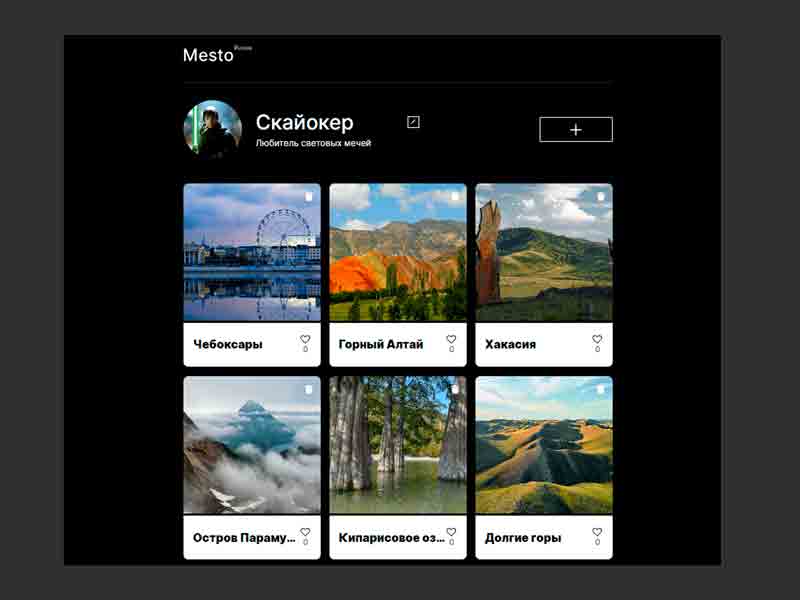 Mesto
Скайокер
Любитель световых мечей
Чебоксары
0
Горный Алтай
0
Хакасия
0
Остров Параму...
0
Кипарисовое оз...
0
Долгие горы
0